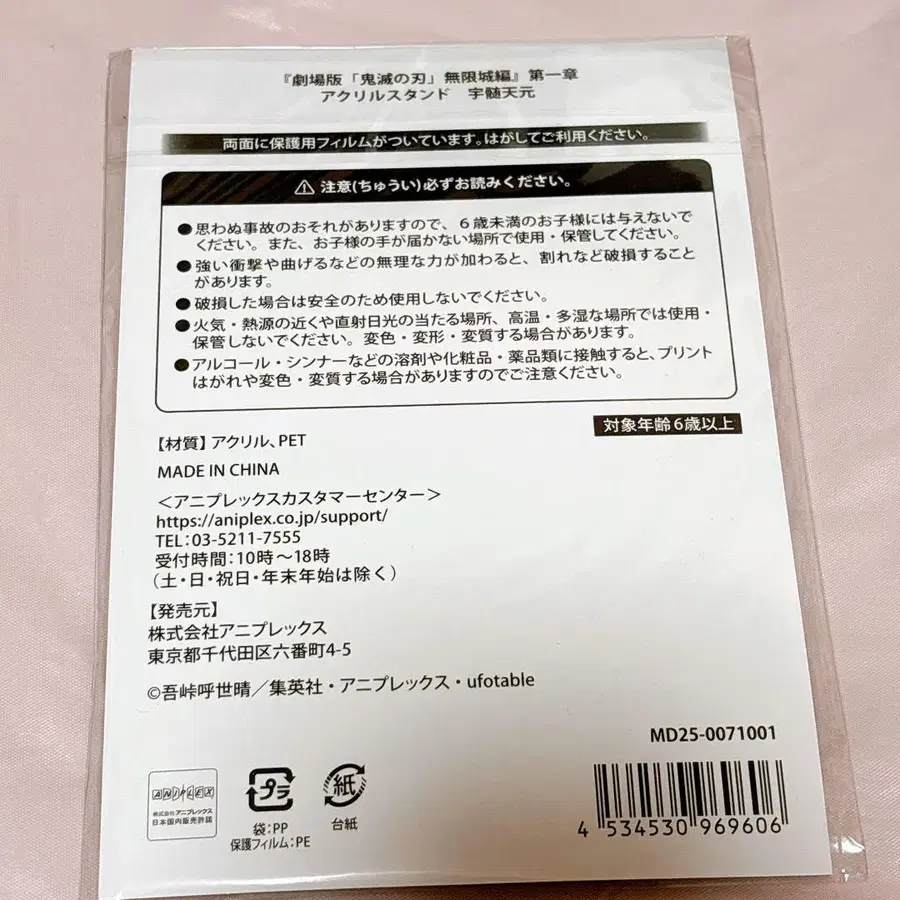 『劇場版「鬼滅の刃」無限城編』第一章
アクリルスタンド 宇髄天元
両面に保護用フィルムがついています。はがしてご利用ください。
⚠ 注意(ちゅうい)必ずお読みください。
●思わぬ事故のおそれがありますので、6歳未満のお子様には与えないで
ください。また、お子様の手が届かない場所で使用・保管してください。
●強い衝撃や曲げるなどの無理な力が加わると、割れなど破損すること
があります。
●破損した場合は安全のため使用しないでください。
●火気・熱源の近くや直射日光の当たる場所、高温・多湿な場所では使用・
保管しないでください。変色・変形・変質する場合があります。
●アルコール・シンナーなどの溶剤や化粧品・薬品類に接触すると、プリント
はがれや変色・変質する場合がありますのでご注意ください。
対象年齢6歳以上
【材質】アクリル、PET
MADE IN CHINA
<アニプレックスカスタマーセンター>
https://aniplex.co.jp/support/
TEL:03-5211-7555
受付時間:10時~18時
(土・日・祝日・年末年始は除く)
【発売元】
株式会社アニプレックス
東京都千代田区六番町4-5
©吾峠呼世晴/集英社・アニプレックス・ufotable
MD25-0071001
ANIPLEX
株式会社アニプレックス
日本国内販売許諾
プラ
袋:PP
保護フィルム:PE
紙
台紙
4 534530 969606